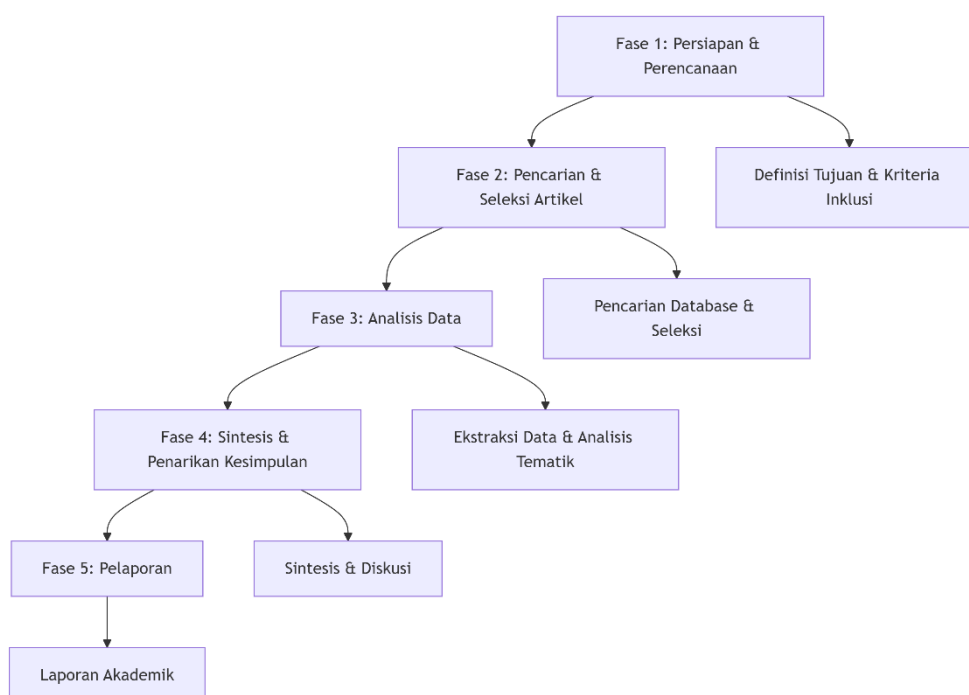 Fase 1: Persiapan &
Perencanaan
Fase 2: Pencarian &
Seleksi Artikel
Definisi Tujuan & Kriteria
Inklusi
Fase 3: Analisis Data
Pencarian Database &
Seleksi
Fase 4: Sintesis &
Penarikan Kesimpulan
Ekstraksi Data & Analisis
Tematik
Fase 5: Pelaporan
Sintesis & Diskusi
Laporan Akademik